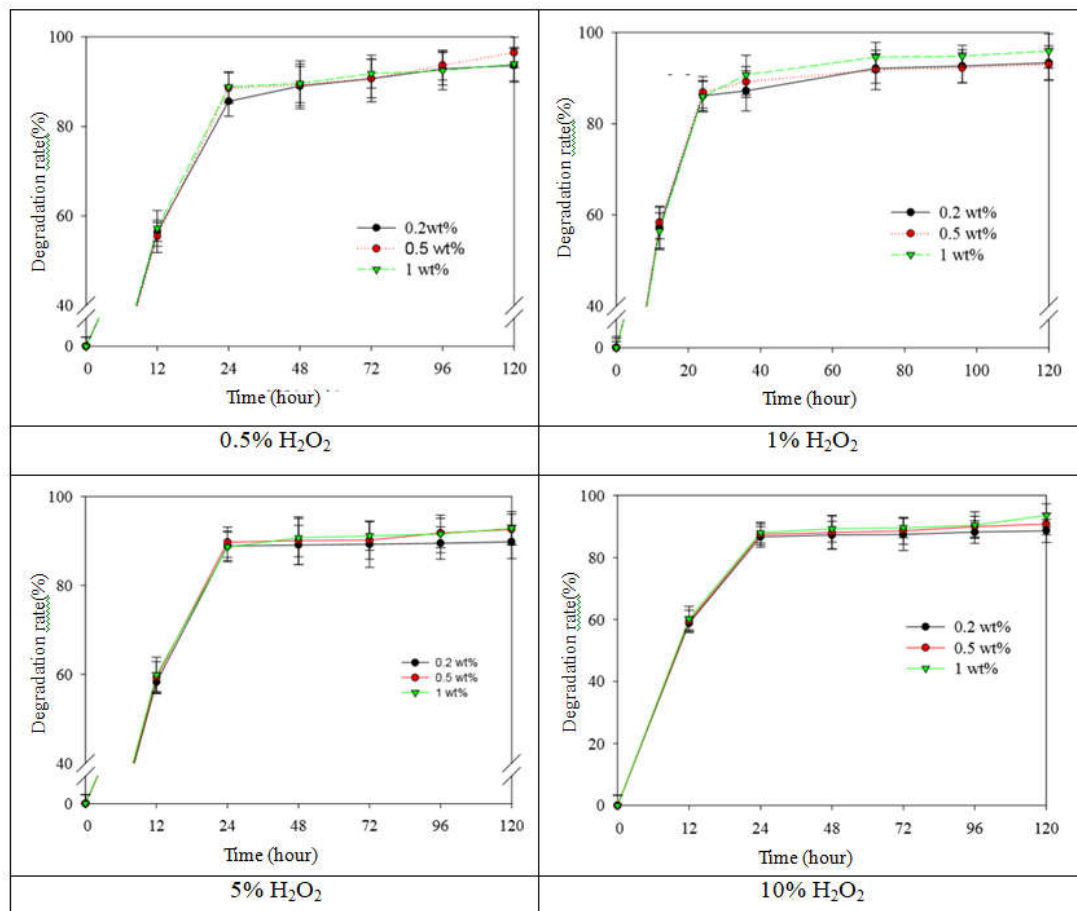 100
80
60
40
0
Degradation rate(%)
0.2wt%
0.5 wt%
1 wt%
0 12 24 48 72 96 120
Time (hour)
0.5% H₂O₂
100
80
60
40
0
Degradation rate(%)
0.2 wt%
0.5 wt%
1 wt%
0 20 40 60 80 100 120
Time (hour)
1% H₂O₂
100
80
60
40
0
Degradation rate(%)
0.2 wt%
0.5 wt%
1 wt%
0 12 24 48 72 96 120
Time (hour)
5% H₂O₂
100
80
60
40
20
0
Degradation rate(%)
0.2 wt%
0.5 wt%
1 wt%
0 12 24 48 72 96 120
Time (hour)
10% H₂O₂